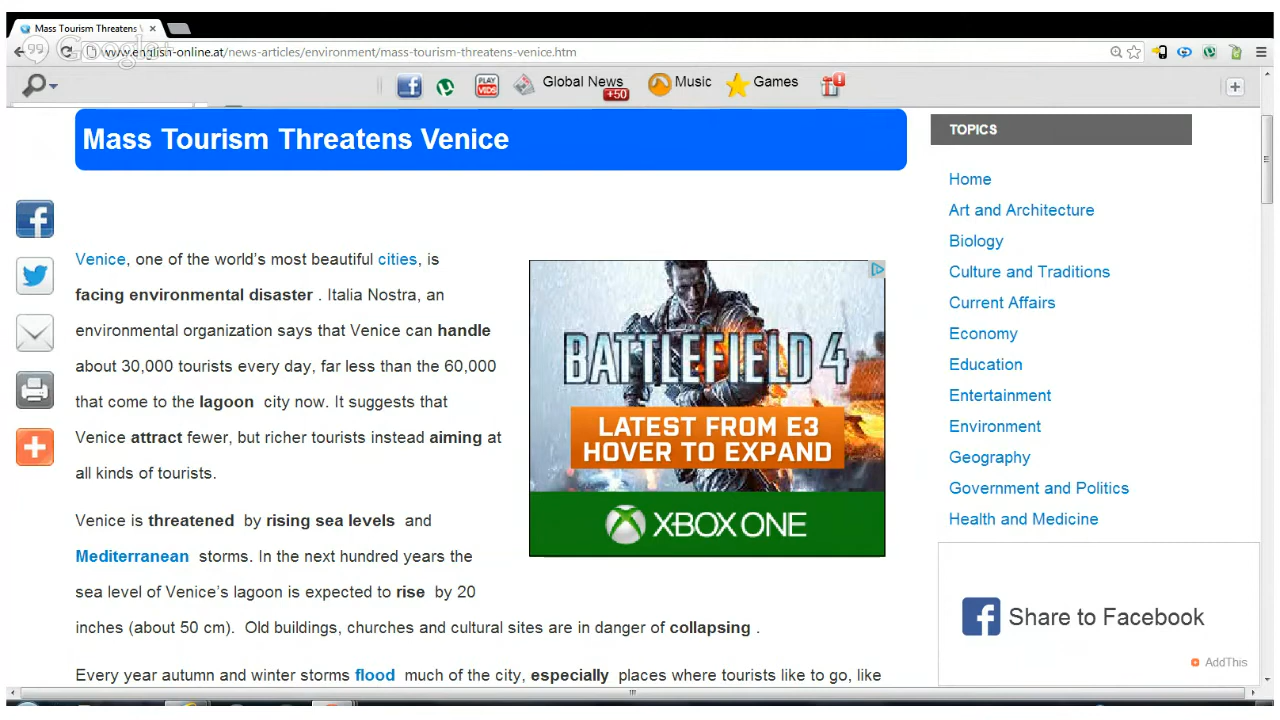 Mass Tourism Threatens V
99 Google+
www.english-online.at/news-articles/environment/mass-tourism-threatens-venice.htm
PLAY VIDS
Global News
+50
Music
Games
Mass Tourism Threatens Venice
Venice, one of the world's most beautiful cities, is
facing environmental disaster . Italia Nostra, an
environmental organization says that Venice can handle
about 30,000 tourists every day, far less than the 60,000
that come to the lagoon city now. It suggests that
Venice attract fewer, but richer tourists instead aiming at
all kinds of tourists.
Venice is threatened by rising sea levels and
Mediterranean storms. In the next hundred years the
sea level of Venice's lagoon is expected to rise by 20
inches (about 50 cm). Old buildings, churches and cultural sites are in danger of collapsing .
Every year autumn and winter storms flood much of the city, especially places where tourists like to go, like
BATTLEFIELD 4
LATEST FROM E3
HOVER TO EXPAND
XBOX ONE
TOPICS
Home
Art and Architecture
Biology
Culture and Traditions
Current Affairs
Economy
Education
Entertainment
Environment
Geography
Government and Politics
Health and Medicine
Share to Facebook
AddThis